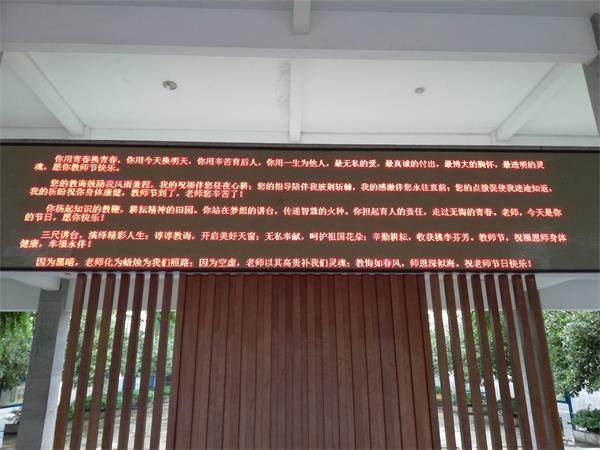 你用青春换青春，你用今天换明天，你用辛苦育后人，你用一生为他人，最无私的爱，最真诚的付出，最博大的胸怀，最透明的灵
魂，愿你教师节快乐。
您的教诲鼓励我风雨兼程，我的祝福伴您昼夜心耕；您的指导陪伴我披荆斩棘，我的感激伴您永往直前；您的点拨促使我迷途知返，
我的祈盼祝你身体康健。教师节到了，老师您辛苦了！
你扬起知识的教鞭，耕耘精神的田园。你站在梦想的讲台，传递智慧的火种。你担起育人的责任，走过无悔的青春。老师，今天是你
的节日，愿你快乐！
三尺讲台，演绎精彩人生；谆谆教诲，开启美好天窗；无私奉献，呵护祖国花朵；辛勤耕耘，收获桃李芬芳。教师节，祝福恩师身体
健康，幸福永伴！
因为黑暗，老师化为蜡烛为我们照路；因为空虚，老师以其高贵补我们灵魂；教诲如春风，师恩深似海。祝老师节日快乐！